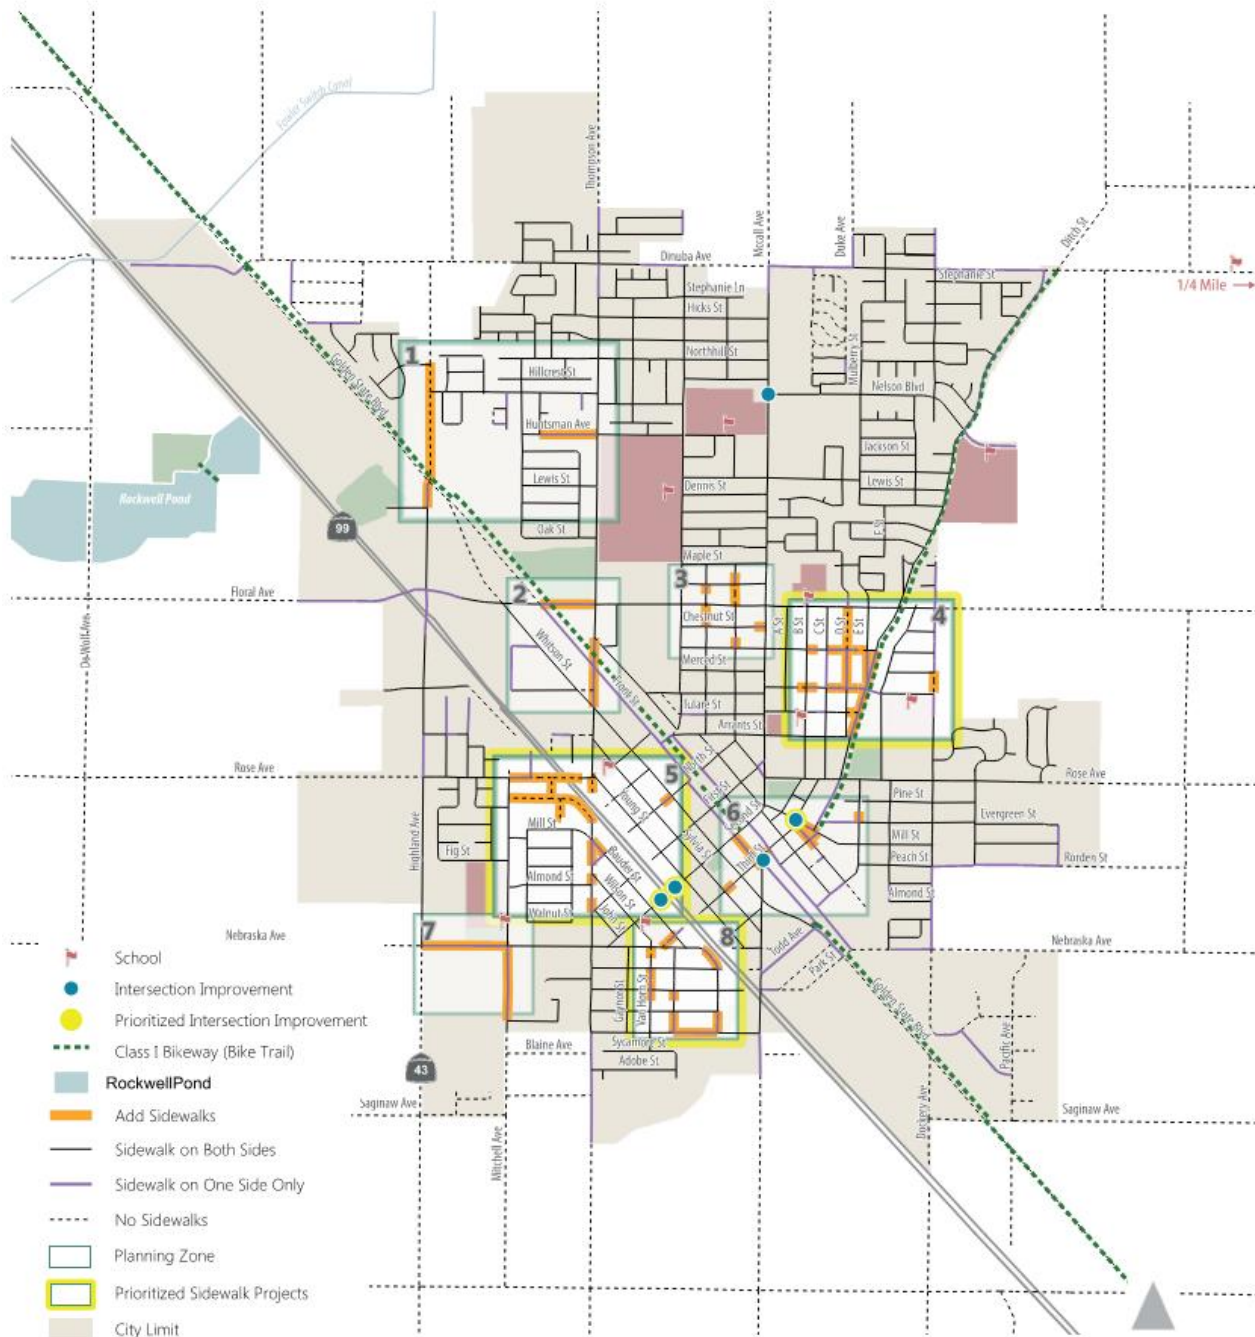 Fowler Switch Canal
Thompson Ave
Mccall Ave
Duke Ave
Ditch St
Dinuba Ave
Stephanie St
1/4 Mile
Stephanie Ln
Hicks St
Northhill St
Mulberry St
1
Hillcrest St
Nelson Blvd
Golden State Blvd
Huntsman Ave
Jackson St
Lewis St
Lewis St
Dennis St
Rockwell Pond
99
Oak St
E St
Maple St
2
3
Floral Ave
Chestnut St
A St
B St
C St
D St
E St
4
De Wolf Ave
Whitson St
Merced St
Front St
Tulare St
Arrants St
North St
Rose Ave
5
First St
Rose Ave
Young St
6
Second St
Pine St
Evergreen St
Highland Ave
Mill St
Sylvia St
Mill St
Fig St
Bauder St
Third St
Peach St
Rorden St
Almond St
Wilson St
Almond St
Walnut St
John St
7
8
Nebraska Ave
Todd Ave
Nebraska Ave
Park St
Gaynor St
Van Horn St
Golden State Blvd
Sycamore St
Blaine Ave
Adobe St
Pacific Ave
43
Saginaw Ave
Saginaw Ave
Dockery Ave
Mitchell Ave
School
Intersection Improvement
Prioritized Intersection Improvement
Class I Bikeway (Bike Trail)
RockwellPond
Add Sidewalks
Sidewalk on Both Sides
Sidewalk on One Side Only
No Sidewalks
Planning Zone
Prioritized Sidewalk Projects
City Limit